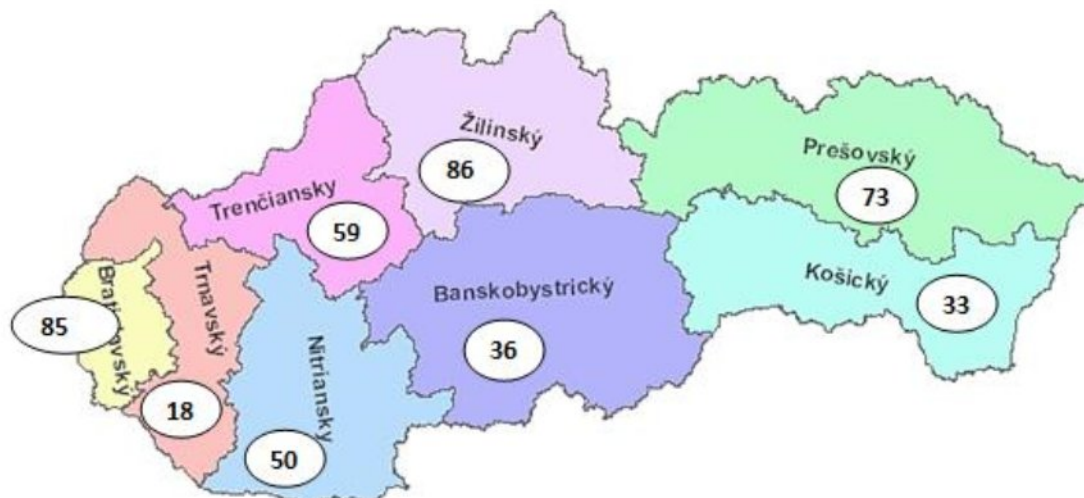 Žilinský
86
Prešovský
73
Trenčiansky
59
Košický
33
Banskobystrický
36
Trnavský
18
85
Nitriansky
50